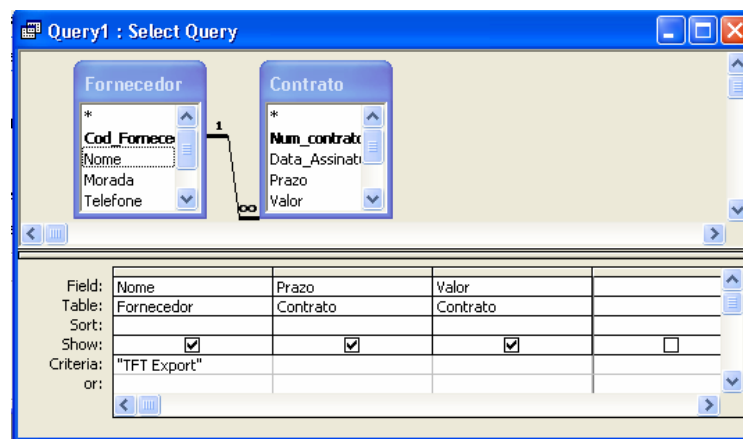 Query1 : Select Query
Fornecedor
*
Cod_Fornece
Nome
Morada
Telefone
1
∞
Contrato
*
Num_contrato
Data_Assinatu
Prazo
Valor
Field: Nome Prazo Valor
Table: Fornecedor Contrato Contrato
Sort:
Show:
Criteria: "TFT Export"
or: